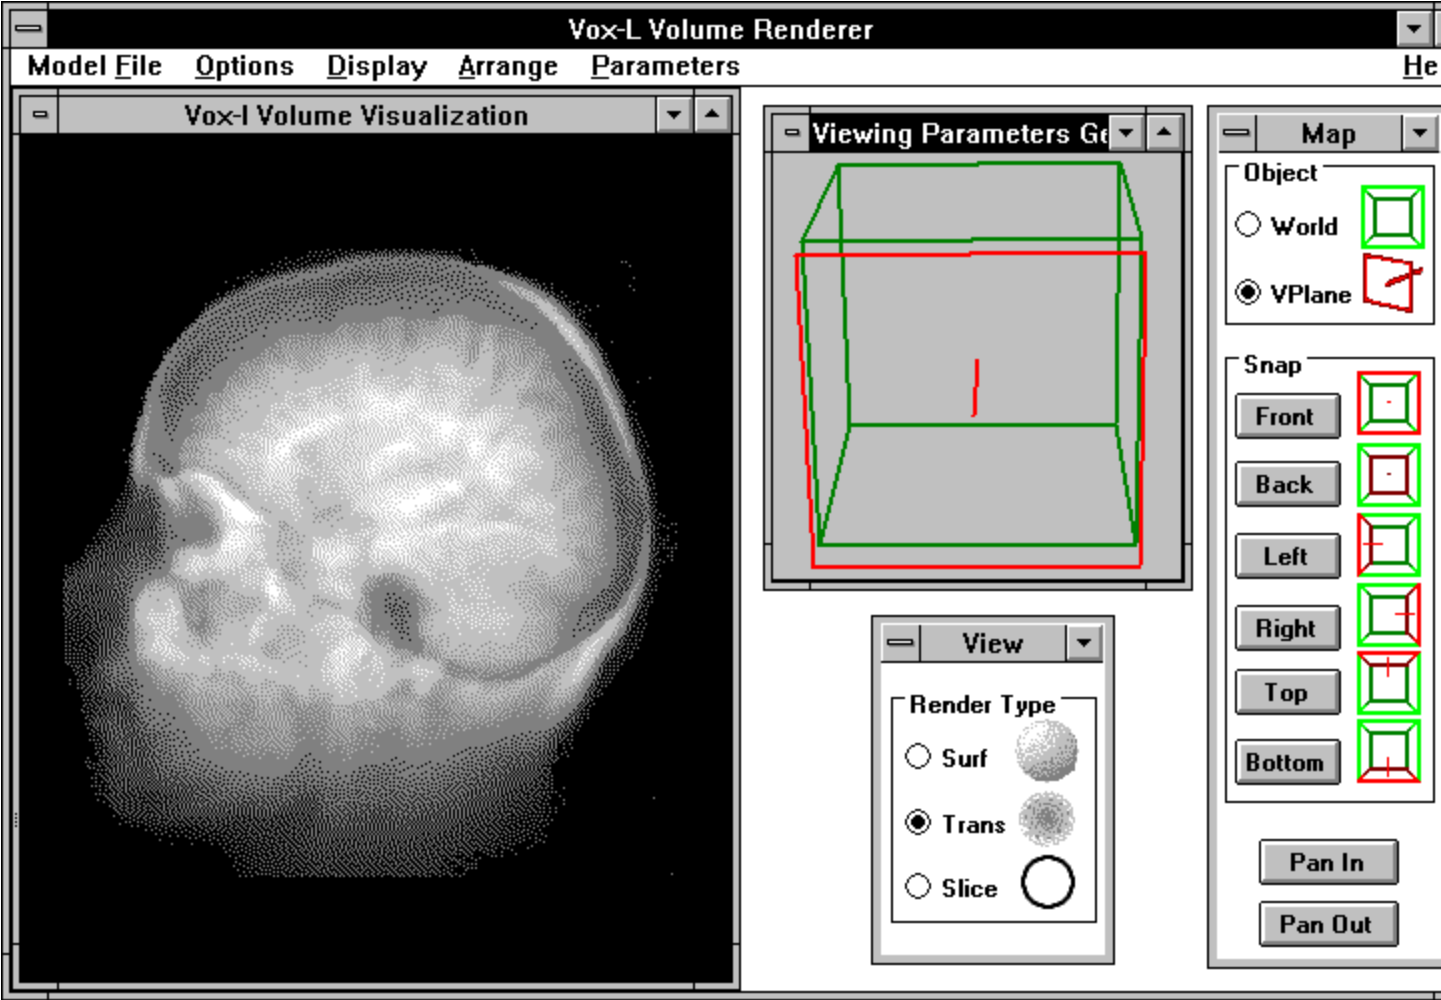 Vox-L Volume Renderer
Model File Options Display Arrange Parameters He
Vox-l Volume Visualization
Viewing Parameters Ge
Map
Object
World
VPlane
Snap
Front
Back
Left
Right
Top
Bottom
Pan In
Pan Out
View
Render Type
Surf
Trans
Slice